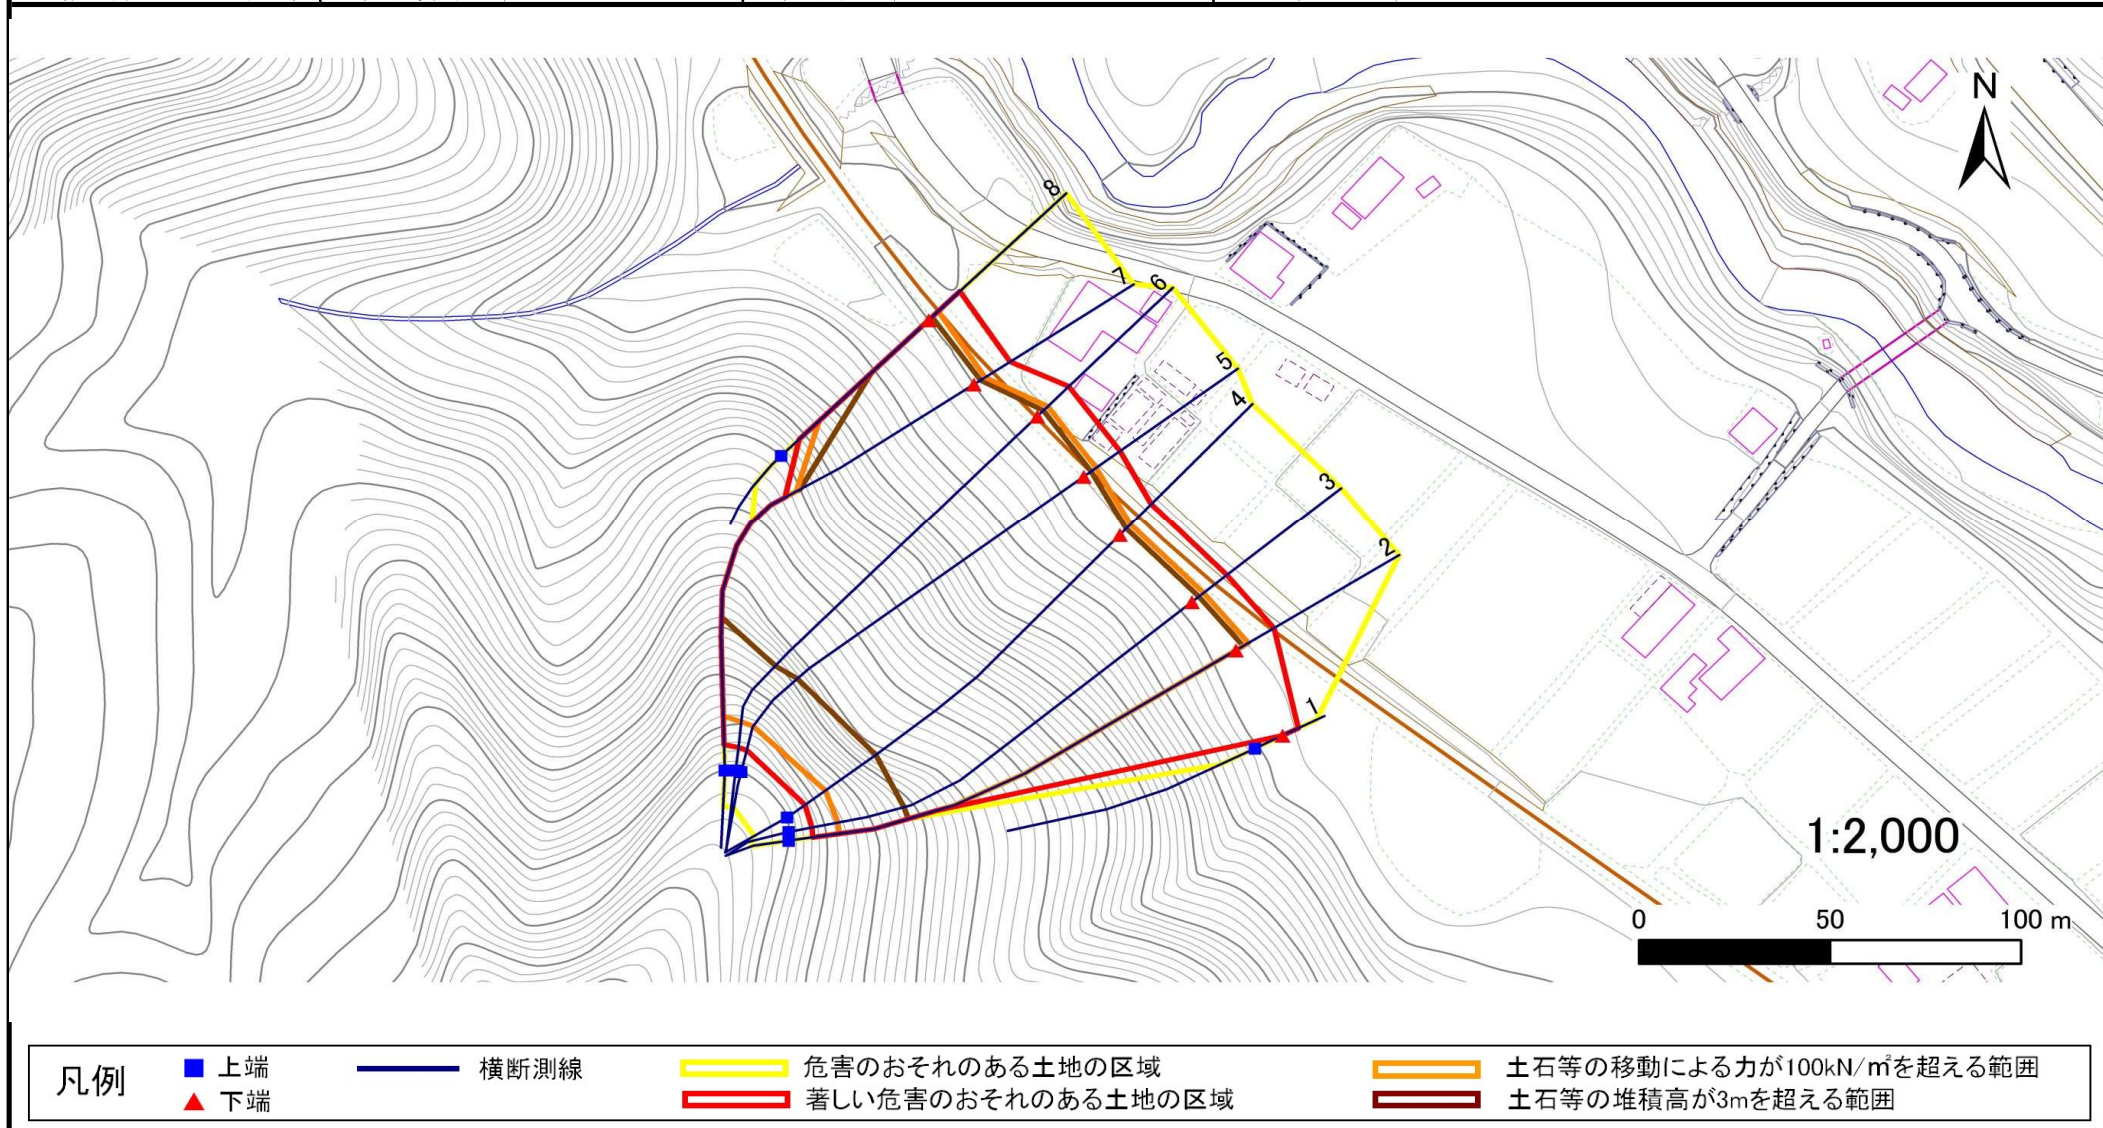 N
8
7
6
5
4
3
2
1
1:2,000
0 50 100 m
凡例
上端
下端
横断測線
危害のおそれのある土地の区域
著しい危害のおそれのある土地の区域
土石等の移動による力が100kN/㎡を超える範囲
土石等の堆積高が3mを超える範囲